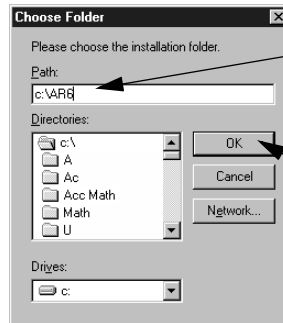 Choose Folder
Please choose the installation folder.
Path:
c:\AR6
Directories:
c:\
A
Ac
Acc Math
Math
U
OK
Cancel
Network...
Drives:
c: